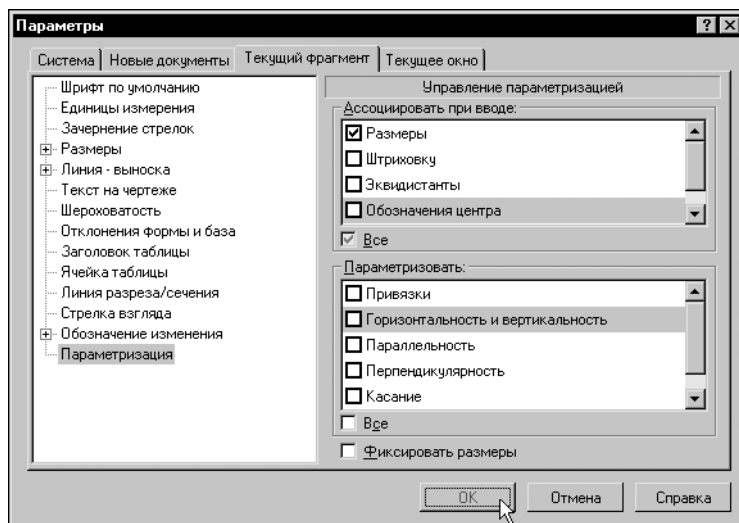 Параметры
Система
Новые документы
Текущий фрагмент
Текущее окно
Шрифт по умолчанию
Единицы измерения
Зачернение стрелок
Размеры
Линия - выноска
Текст на чертеже
Шероховатость
Отклонения формы и база
Заголовок таблицы
Ячейка таблицы
Линия разреза/сечения
Стрелка взгляда
Обозначение изменения
Параметризация
Управление параметризацией
Ассоциировать при вводе:
Размеры
Штриховку
Эквидистанты
Обозначения центра
Все
Параметризовать:
Привязки
Горизонтальность и вертикальность
Параллельность
Перпендикулярность
Касание
Все
Фиксировать размеры
OK
Отмена
Справка